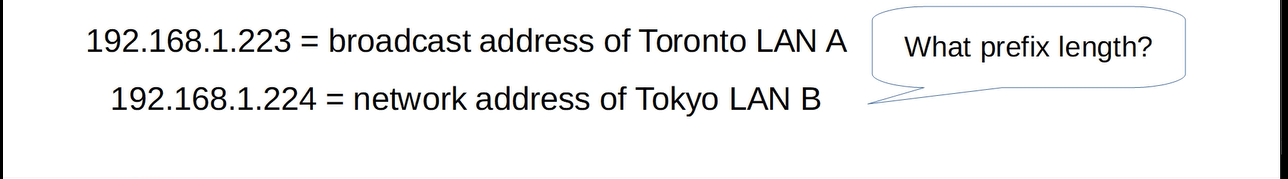 192.168.1.223 = broadcast address of Toronto LAN A
What prefix length?
192.168.1.224 = network address of Tokyo LAN B